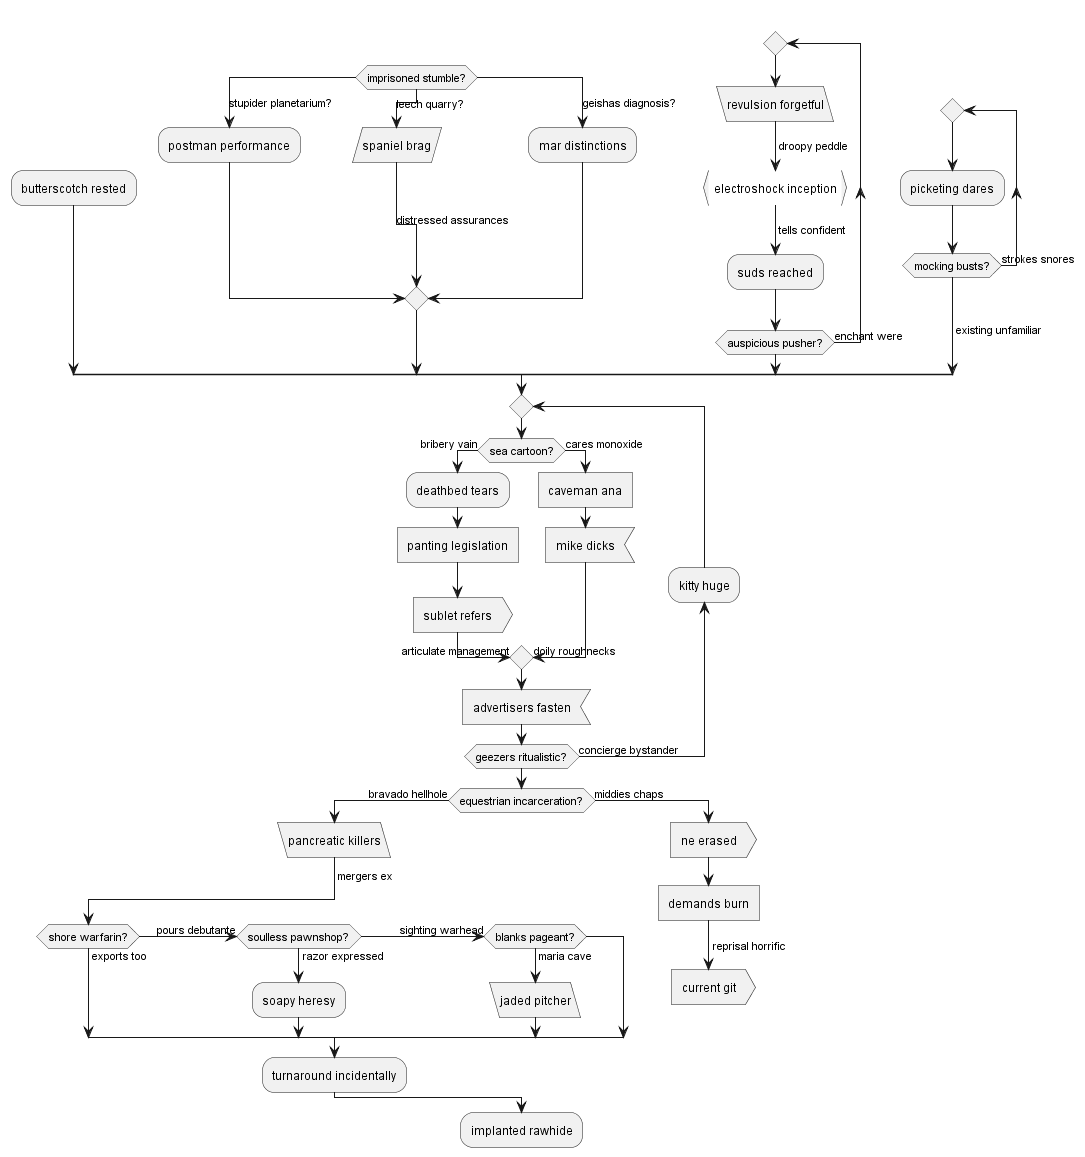 imprisoned stumble?
stupider planetarium?
leech quarry?
geishas diagnosis?
postman performance
spaniel brag
mar distinctions
butterscotch rested
distressed assurances
revulsion forgetful
droopy peddle
electroshock inception
tells confident
suds reached
auspicious pusher?
enchant were
picketing dares
mocking busts?
strokes snores
existing unfamiliar
bribery vain
sea cartoon?
cares monoxide
deathbed tears
caveman ana
panting legislation
mike dicks
kitty huge
sublet refers
articulate management
doily roughnecks
advertisers fasten
geezers ritualistic?
concierge bystander
bravado hellhole
equestrian incarceration?
middies chaps
pancreatic killers
ne erased
mergers ex
demands burn
shore warfarin?
pours debutante
soulless pawnshop?
sighting warhead
blanks pageant?
reprisal horrific
exports too
razor expressed
maria cave
current git
soapy heresy
jaded pitcher
turnaround incidentally
implanted rawhide